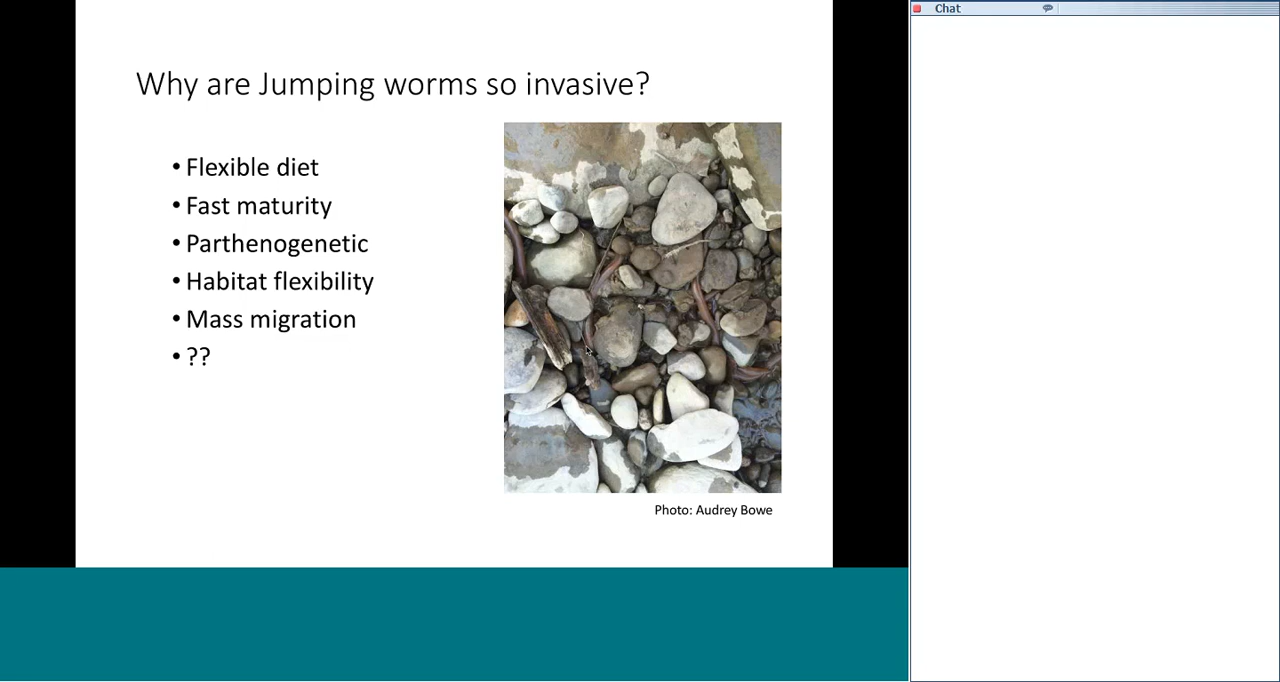 Chat
Why are Jumping worms so invasive?
• Flexible diet
• Fast maturity
• Parthenogenetic
• Habitat flexibility
• Mass migration
• ??
Photo: Audrey Bowe